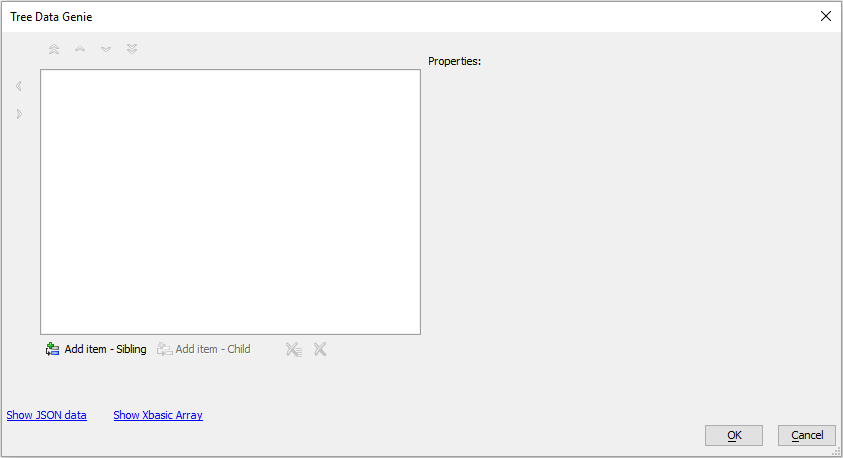 Tree Data Genie
Properties:
Add item - Sibling Add item - Child
Show JSON data Show Xbasic Array
OK Cancel